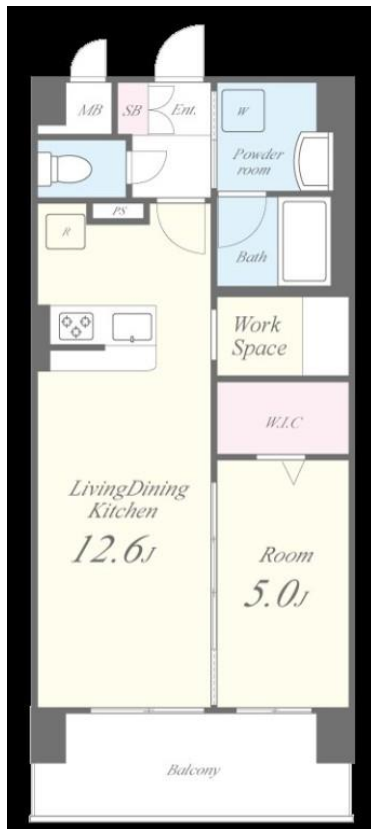 MB
SB
Ent.
W
Powder
room
PS
R
Bath
Work
Space
W.I.C
LivingDining
Kitchen
12.6J
Room
5.0J
Balcony